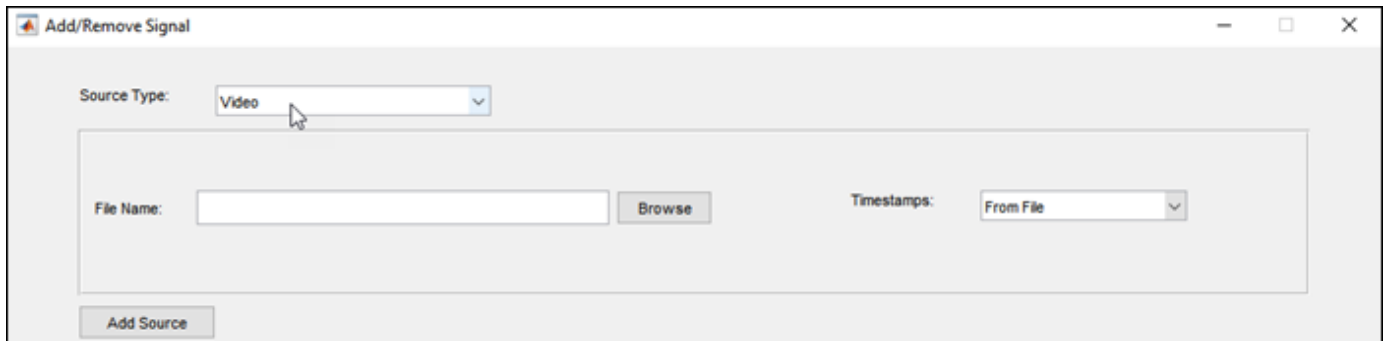 Add/Remove Signal
Source Type: Video
File Name: Browse Timestamps: From File
Add Source